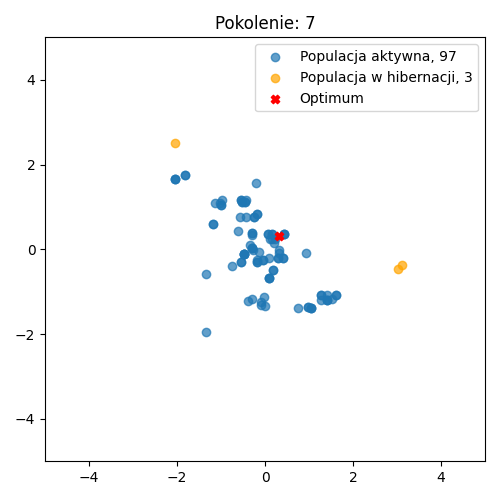 Pokolenie: 7
Populacja aktywna, 97
Populacja w hibernacji, 3
Optimum
4
2
0
−2
−4
−4 −2 0 2 4